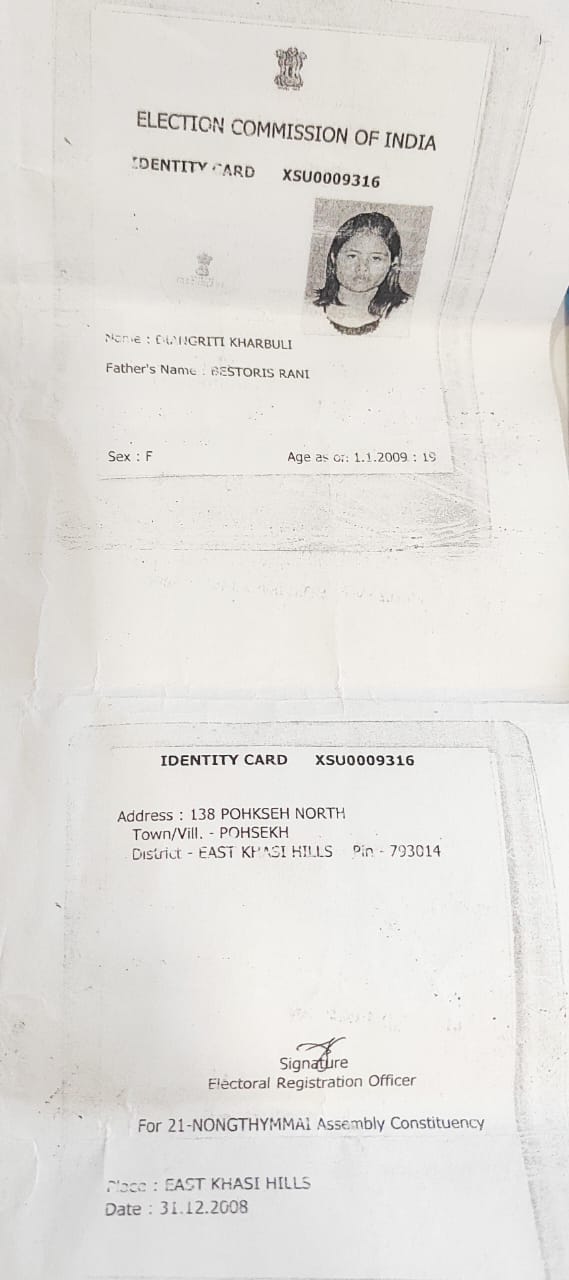 ELECTION COMMISSION OF INDIA
IDENTITY CARD XSU0009316
Name : KHARBULI
Father's Name : BESTORIS RANI
Sex : F Age as on 1.1.2009 : 19
IDENTITY CARD XSU0009316
Address : 138 POHKSEH NORTH
Town/Vill. - POHSEKH
District - EAST KHASI HILLS Pin - 793014
Signature
Electoral Registration Officer
For 21-NONGTHYMMAI Assembly Constituency
Place : EAST KHASI HILLS
Date : 31.12.2008